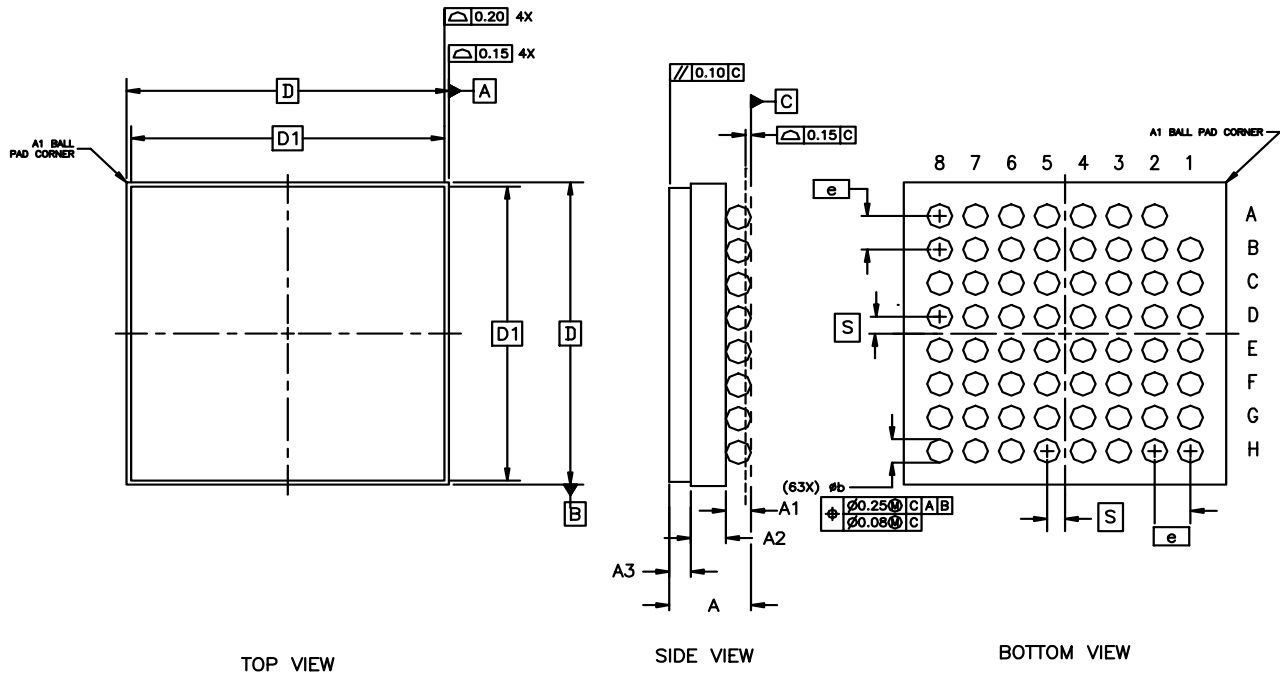 ⌓ 0.20 4X
⌓ 0.15 4X
D
A
D1
A1 BALL
PAD CORNER
D1
D
B
TOP VIEW
// 0.10 C
C
⌓ 0.15 C
A1
A2
A3
A
SIDE VIEW
A1 BALL PAD CORNER
8 7 6 5 4 3 2 1
e
A
B
C
D
S
E
F
G
H
(63X) øb
⌖ Ø0.25Ⓜ C A B
Ø0.08Ⓜ C
S
e
BOTTOM VIEW